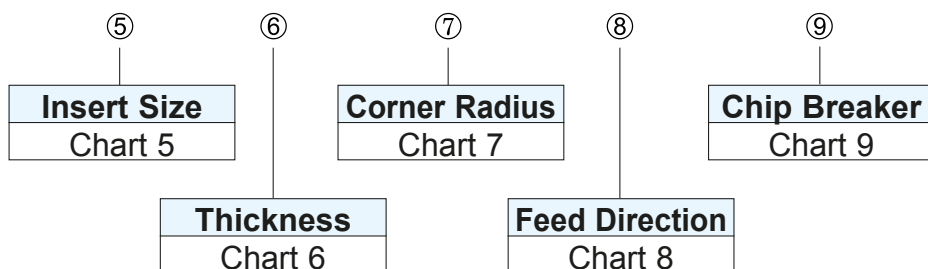 ⑤ ⑥ ⑦ ⑧ ⑨
Insert Size Corner Radius Chip Breaker
Chart 5 Chart 7 Chart 9
Thickness Feed Direction
Chart 6 Chart 8